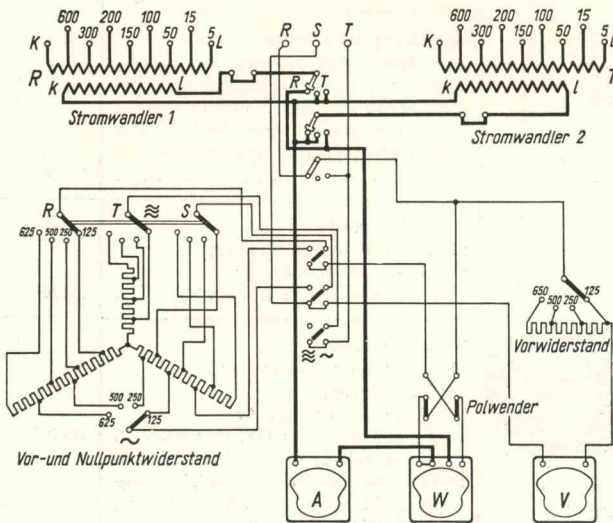 600 200 100 15
K 300 150 50 5 L
R k l
Stromwandler 1
R S T
R T
600 200 100 15
K 300 150 50 5 L
k l T
Stromwandler 2
R T ≋ S
625 500 250 125
500 250
625 125
~
Vor-und Nullpunktwiderstand
≋ ~
125
650 500 250
Vorwiderstand
Polwender
A W V